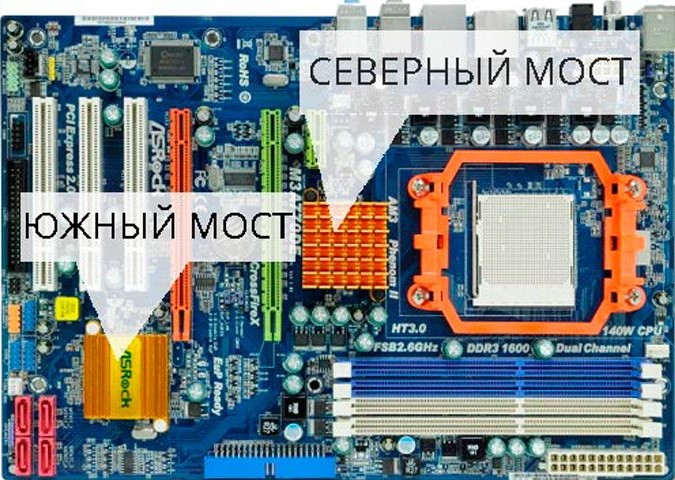 СЕВЕРНЫЙ МОСТ
RoHS
PCI Express 2.0
ASRock
FC
AM3
Phenom II
ЮЖНЫЙ МОСТ
CrossFireX
HT3.0
140W CPU
FSB2.6GHz
DDR3 1600
Dual Channel
EuP Ready
ASRock